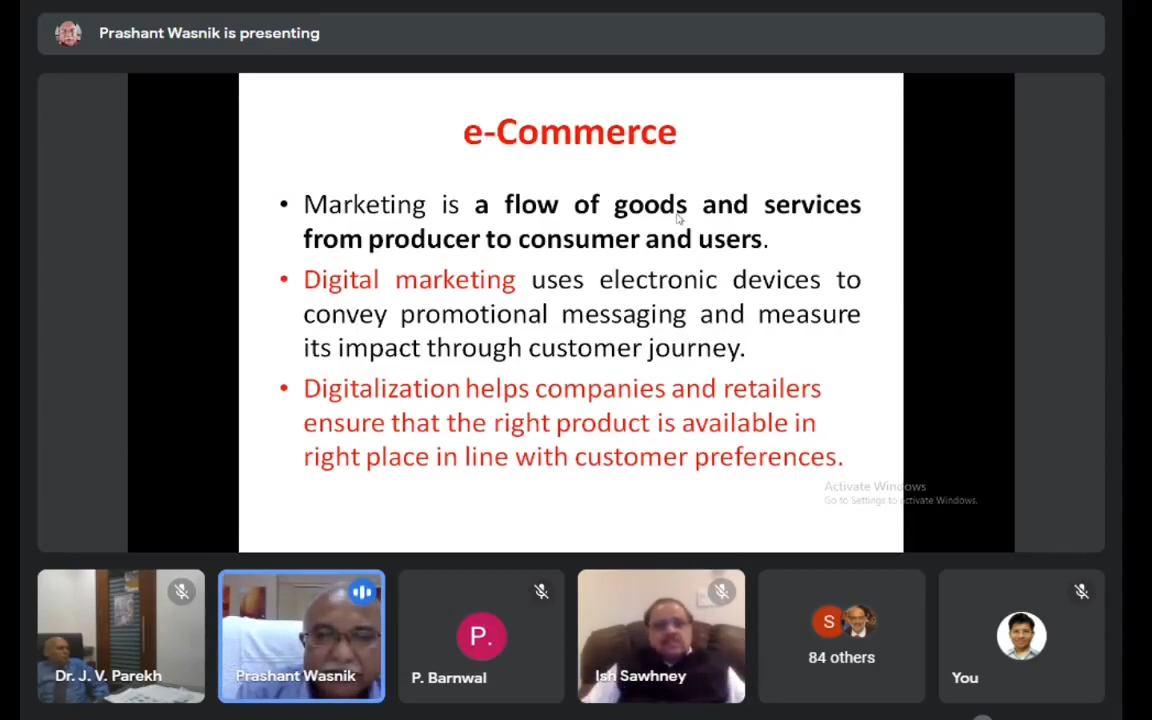 Prashant Wasnik is presenting
e-Commerce
• Marketing is a flow of goods and services
from producer to consumer and users.
• Digital marketing uses electronic devices to
convey promotional messaging and measure
its impact through customer journey.
• Digitalization helps companies and retailers
ensure that the right product is available in
right place in line with customer preferences.
Activate Windows
Go to Settings to activate Windows.
Dr. J. V. Parekh
Prashant Wasnik
P.
P. Barnwal
Ish Sawhney
S
84 others
You